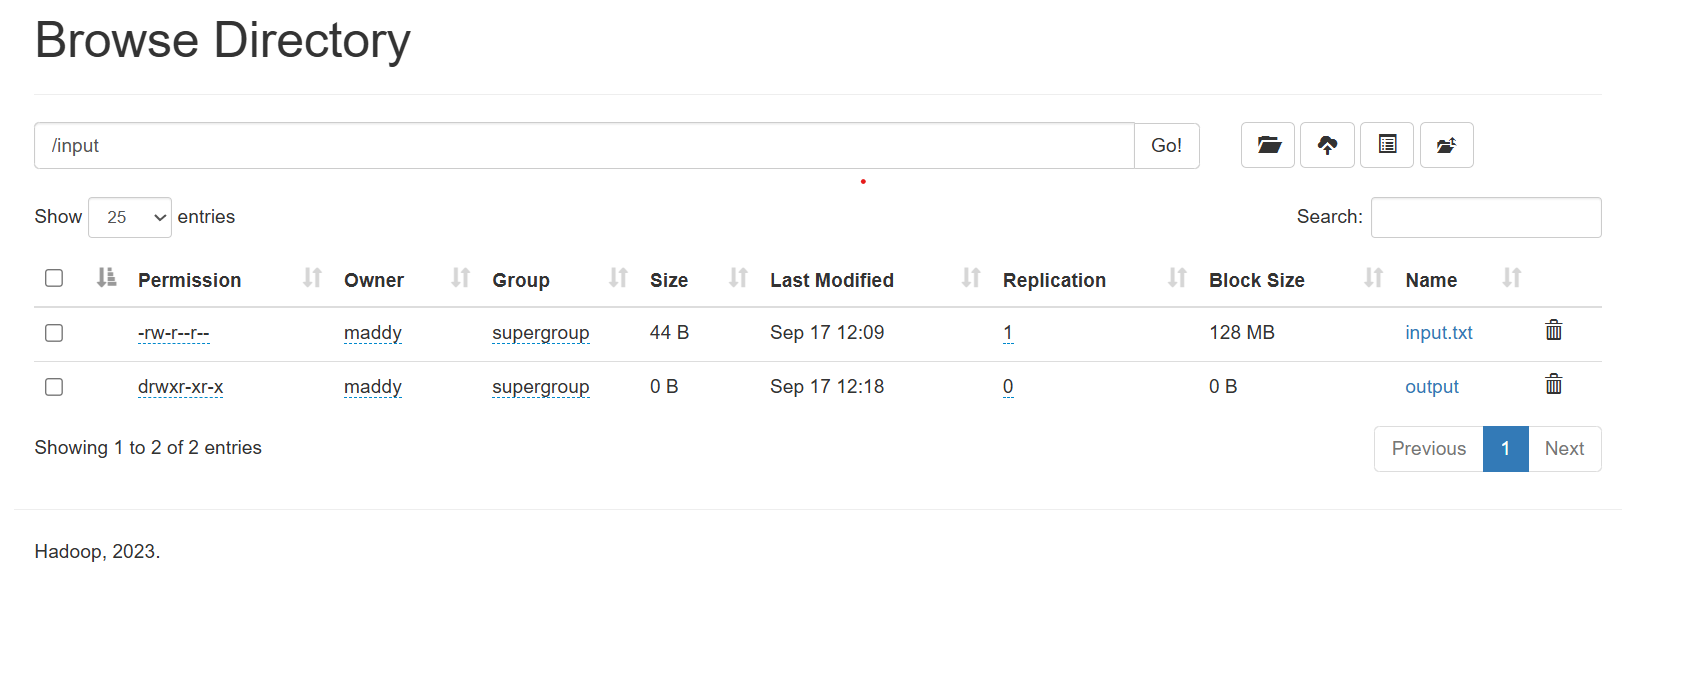 Browse Directory
/input Go!
Show 25 entries Search:
Permission Owner Group Size Last Modified Replication Block Size Name
-rw-r--r-- maddy supergroup 44 B Sep 17 12:09 1 128 MB input.txt
drwxr-xr-x maddy supergroup 0 B Sep 17 12:18 0 0 B output
Showing 1 to 2 of 2 entries Previous 1 Next
Hadoop, 2023.